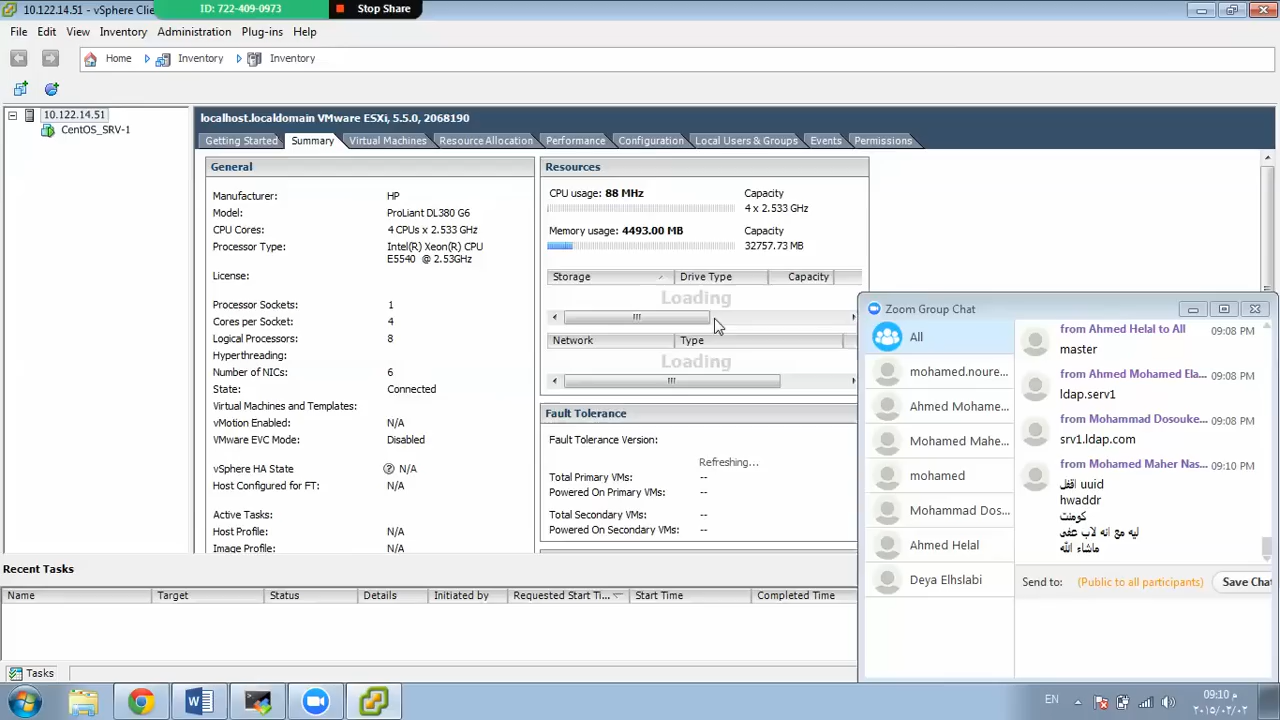 10.122.14.51 - vSphere Clie
ID: 722-409-0973
Stop Share
File Edit View Inventory Administration Plug-ins Help
Home Inventory Inventory
10.122.14.51
CentOS_SRV-1
localhost.localdomain VMware ESXi, 5.5.0, 2068190
Getting Started Summary Virtual Machines Resource Allocation Performance Configuration Local Users & Groups Events Permissions
General
Manufacturer: HP
Model: ProLiant DL380 G6
CPU Cores: 4 CPUs x 2.533 GHz
Processor Type: Intel(R) Xeon(R) CPU
E5540 @ 2.53GHz
License:
Processor Sockets: 1
Cores per Socket: 4
Logical Processors: 8
Hyperthreading:
Number of NICs: 6
State: Connected
Virtual Machines and Templates:
vMotion Enabled: N/A
VMware EVC Mode: Disabled
vSphere HA State N/A
Host Configured for FT: N/A
Active Tasks:
Host Profile: N/A
Image Profile: N/A
Resources
CPU usage: 88 MHz Capacity
4 x 2.533 GHz
Memory usage: 4493.00 MB Capacity
32757.73 MB
Storage Drive Type Capacity
Loading
Network Type
Loading
Fault Tolerance
Fault Tolerance Version:
Refreshing...
Total Primary VMs: --
Powered On Primary VMs: --
Total Secondary VMs: --
Powered On Secondary VMs: --
Zoom Group Chat
All
mohamed.noure...
Ahmed Mohame...
Mohamed Mahe...
mohamed
Mohammad Dos...
Ahmed Helal
Deya Elhslabi
from Ahmed Helal to All 09:08 PM
master
from Ahmed Mohamed Ela... 09:08 PM
ldap.serv1
from Mohammad Dosouke... 09:08 PM
srv1.ldap.com
from Mohamed Maher Nas... 09:10 PM
اقفل uuid
hwaddr
كومنت
ليه مع انه لاب عفى
ماشاء الله
Send to: (Public to all participants) Save Chat
Recent Tasks
Name Target Status Details Initiated by Requested Start Ti... Start Time Completed Time
Tasks
EN
09:10 م
٢٠١٥/٠٢/٠٢